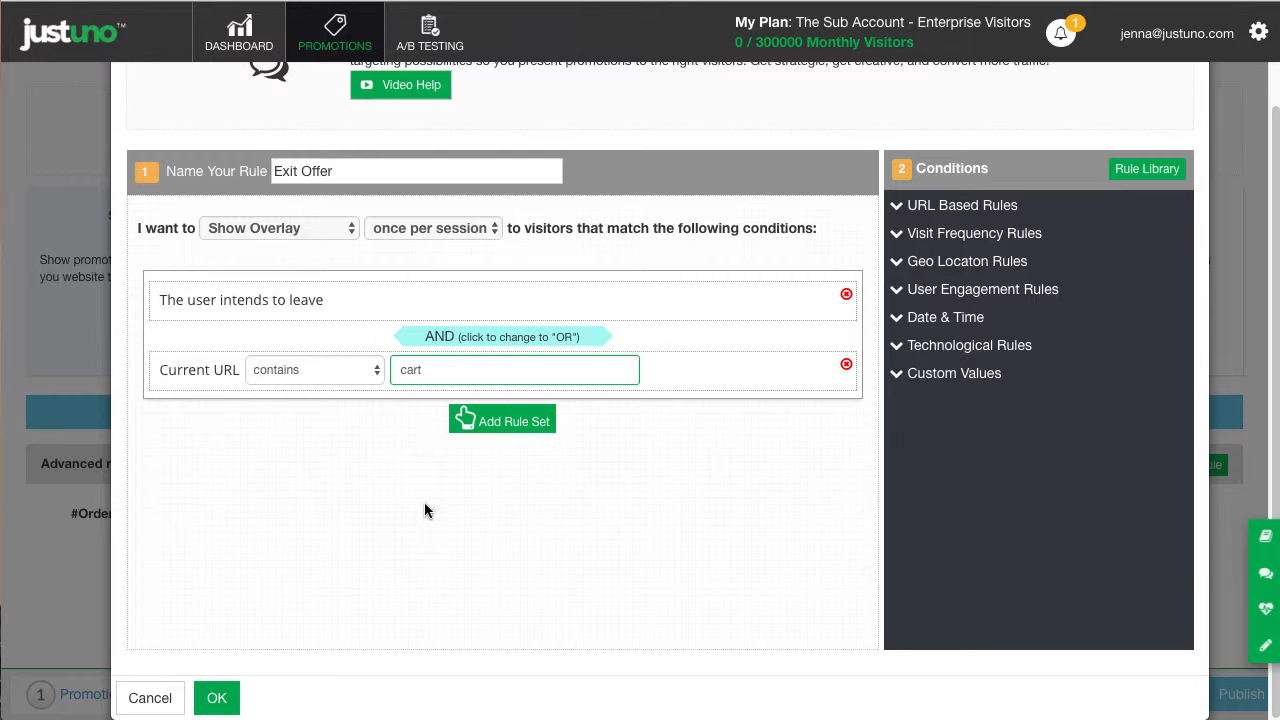 justuno™
DASHBOARD
PROMOTIONS
A/B TESTING
My Plan: The Sub Account - Enterprise Visitors
0 / 300000 Monthly Visitors
1
jenna@justuno.com
targeting possibilities so you present promotions to the right visitors. Get strategic, get creative, and convert more traffic.
Video Help
1 Name Your Rule Exit Offer
2 Conditions Rule Library
I want to Show Overlay once per session to visitors that match the following conditions:
The user intends to leave
AND (click to change to "OR")
Current URL contains cart
Add Rule Set
URL Based Rules
Visit Frequency Rules
Geo Locaton Rules
User Engagement Rules
Date & Time
Technological Rules
Custom Values
Show promot
you website t
Advanced r
#Order
1 Promoti
Publish
Cancel OK